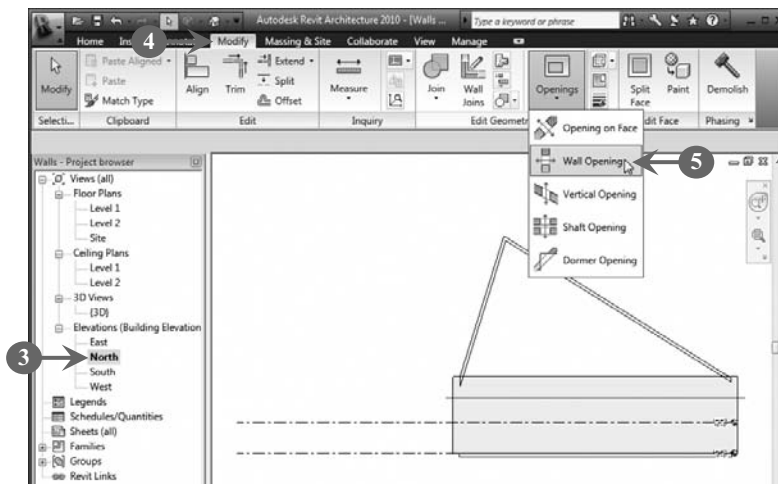 Autodesk Revit Architecture 2010 - [Walls ...
Type a keyword or phrase
Home
Modify
Massing & Site
Collaborate
View
Manage
4
Modify
Paste Aligned
Paste
Match Type
Align
Trim
Extend
Split
Offset
Measure
Join
Wall
Joins
Openings
Split
Face
Paint
Demolish
Selecti...
Clipboard
Edit
Inquiry
Edit Geometr
dit Face
Phasing
Opening on Face
Wall Opening
5
Vertical Opening
Shaft Opening
Dormer Opening
Walls - Project browser
Views (all)
Floor Plans
Level 1
Level 2
Site
Ceiling Plans
Level 1
Level 2
3D Views
{3D}
Elevations (Building Elevation
East
3
North
South
West
Legends
Schedules/Quantities
Sheets (all)
Families
Groups
Revit Links